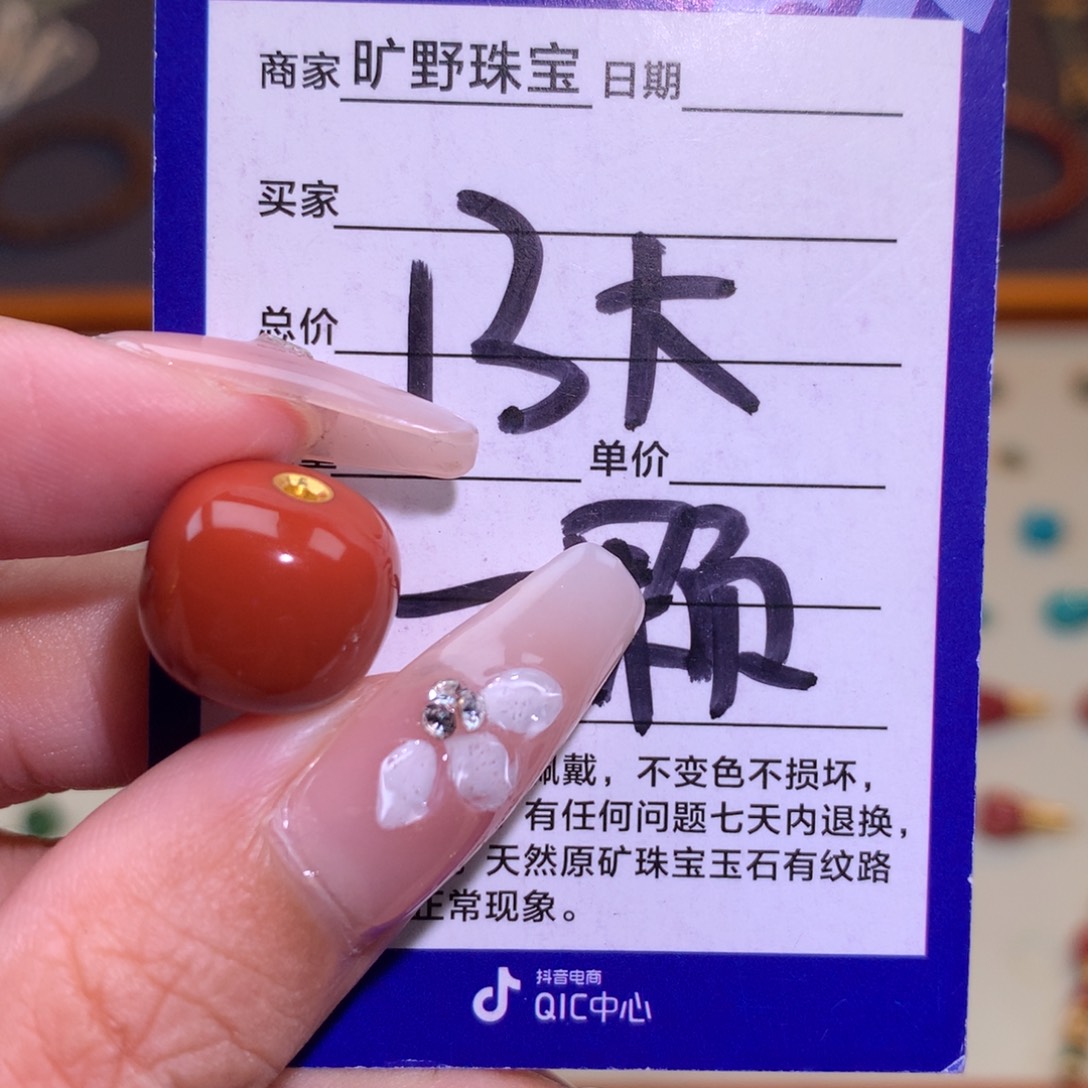 商家 旷野珠宝 日期
买家
13大
总价
单价
一颗
佩戴，不变色不损坏，
有任何问题七天内退换，
天然原矿珠宝玉石有纹路
正常现象。
抖音电商
QIC中心